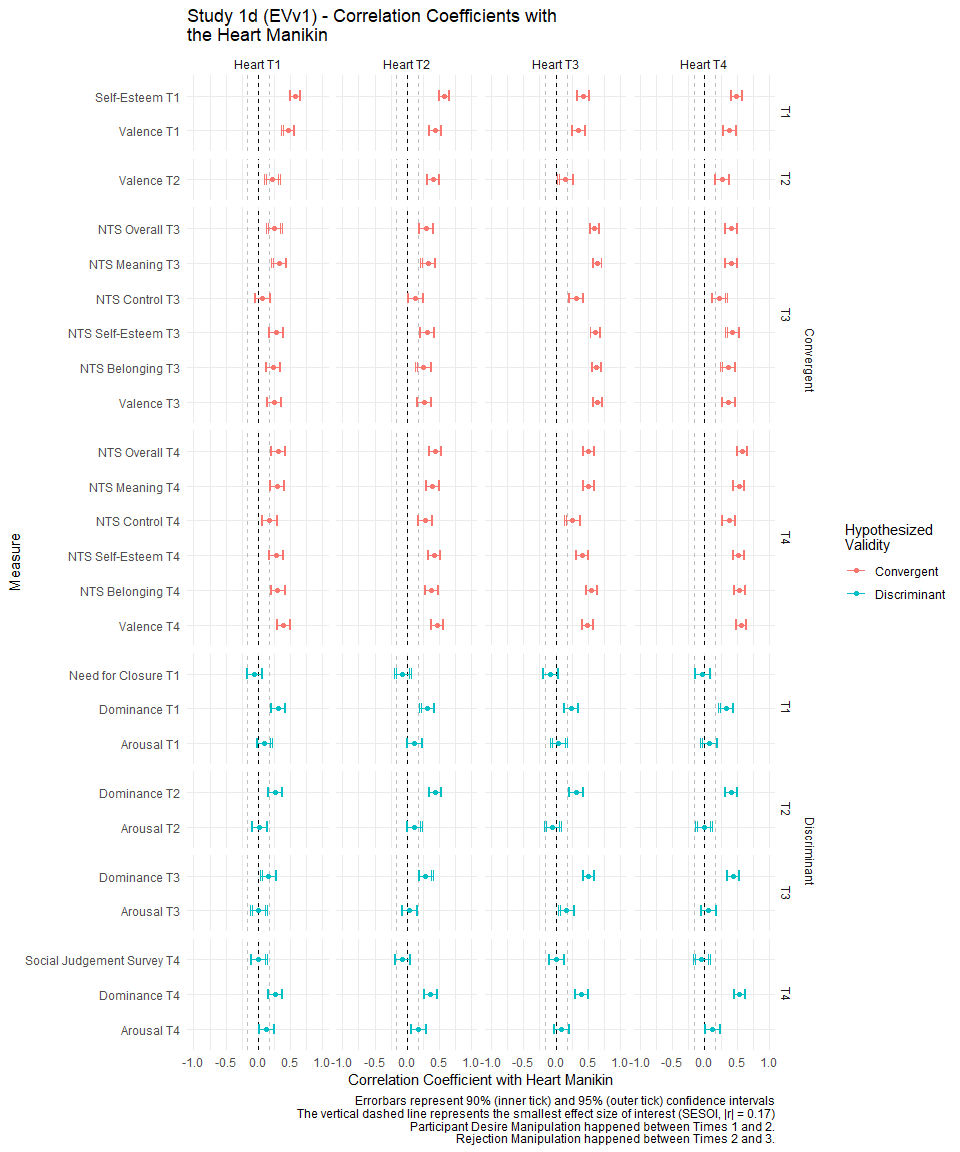 Study 1d (EVv1) - Correlation Coefficients with
the Heart Manikin
Heart T1
Heart T2
Heart T3
Heart T4
Self-Esteem T1
Valence T1
T1
Valence T2
T2
NTS Overall T3
NTS Meaning T3
NTS Control T3
NTS Self-Esteem T3
NTS Belonging T3
Valence T3
T3
Convergent
NTS Overall T4
NTS Meaning T4
NTS Control T4
NTS Self-Esteem T4
NTS Belonging T4
Valence T4
T4
Measure
Hypothesized
Validity
Convergent
Discriminant
Need for Closure T1
Dominance T1
Arousal T1
T1
Dominance T2
Arousal T2
T2
Discriminant
Dominance T3
Arousal T3
T3
Social Judgement Survey T4
Dominance T4
Arousal T4
T4
-1.0 -0.5 0.0 0.5 1.0 -1.0 -0.5 0.0 0.5 1.0 -1.0 -0.5 0.0 0.5 1.0 -1.0 -0.5 0.0 0.5 1.0
Correlation Coefficient with Heart Manikin
Errorbars represent 90% (inner tick) and 95% (outer tick) confidence intervals
The vertical dashed line represents the smallest effect size of interest (SESOI, |r| = 0.17)
Participant Desire Manipulation happened between Times 1 and 2.
Rejection Manipulation happened between Times 2 and 3.